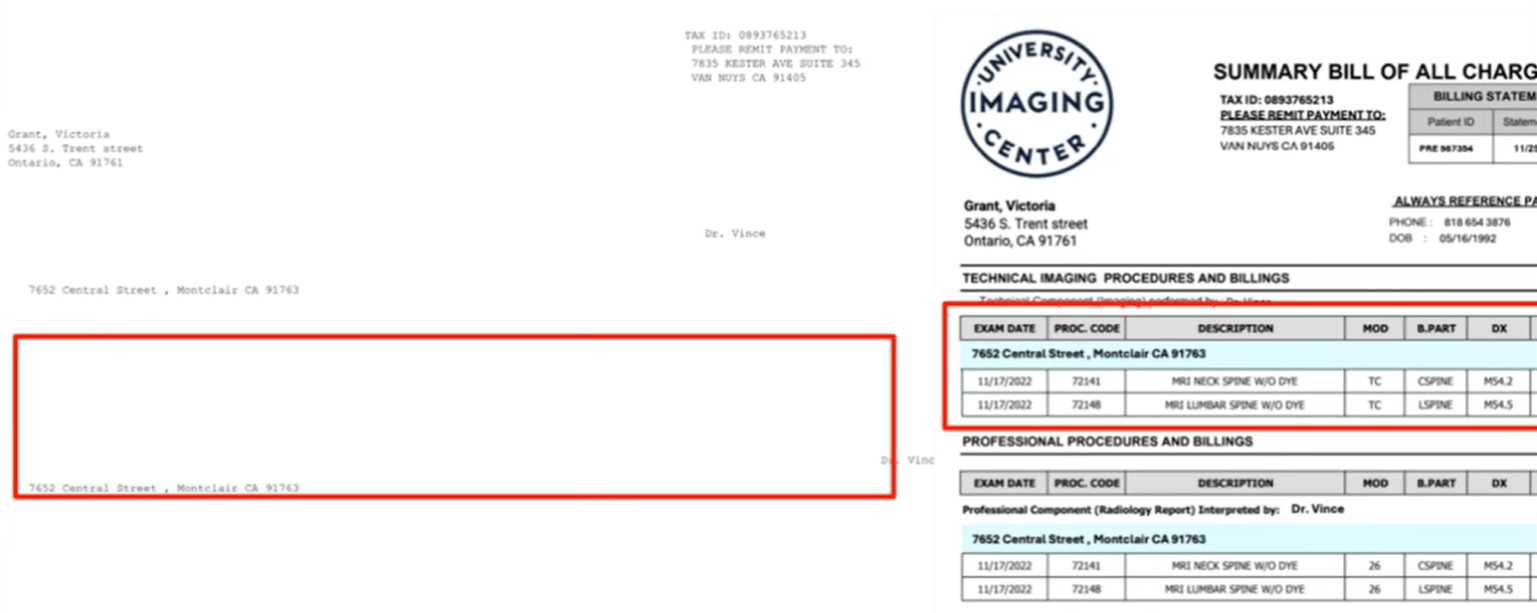 TAX ID: 0893765213
PLEASE REMIT PAYMENT TO:
7835 KESTER AVE SUITE 345
VAN NUYS CA 91405
Grant, Victoria
5436 S. Trent street
Ontario, CA 91761
Dr. Vince
7652 Central Street , Montclair CA 91763
Dr. Vinc
7652 Central Street , Montclair CA 91763
UNIVERSITY
IMAGING
CENTER
SUMMARY BILL OF ALL CHARG
TAX ID: 0893765213
PLEASE REMIT PAYMENT TO:
7835 KESTER AVE SUITE 345
VAN NUYS CA 91405
BILLING STATEM
Patient ID Statem
PRE 987354 11/25
Grant, Victoria
5436 S. Trent street
Ontario, CA 91761
ALWAYS REFERENCE PA
PHONE : 818 654 3876
DOB : 05/16/1992
TECHNICAL IMAGING PROCEDURES AND BILLINGS
Technical Component (Imaging) performed by : Dr. Vince
EXAM DATE PROC. CODE DESCRIPTION MOD B.PART DX
7652 Central Street , Montclair CA 91763
11/17/2022 72141 MRI NECK SPINE W/O DYE TC CSPINE M54.2
11/17/2022 72148 MRI LUMBAR SPINE W/O DYE TC LSPINE M54.5
PROFESSIONAL PROCEDURES AND BILLINGS
EXAM DATE PROC. CODE DESCRIPTION MOD B.PART DX
Professional Component (Radiology Report) Interpreted by: Dr. Vince
7652 Central Street , Montclair CA 91763
11/17/2022 72141 MRI NECK SPINE W/O DYE 26 CSPINE M54.2
11/17/2022 72148 MRI LUMBAR SPINE W/O DYE 26 LSPINE M54.5